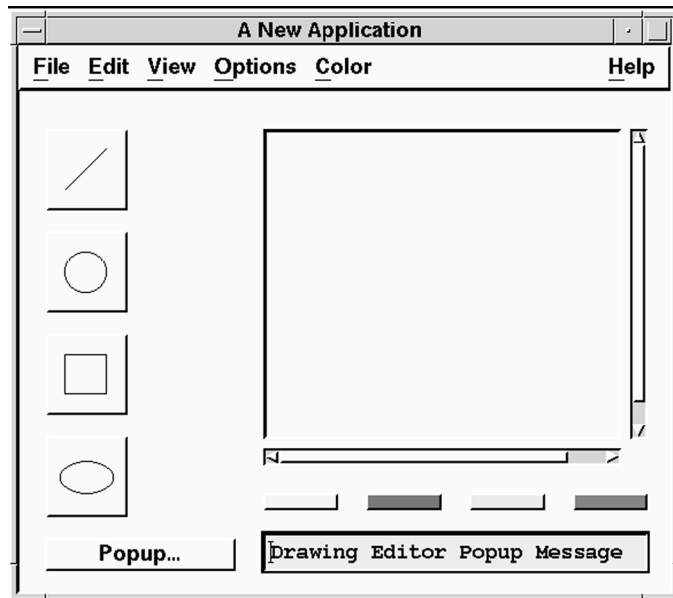 A New Application
File Edit View Options Color Help
Popup...
Drawing Editor Popup Message